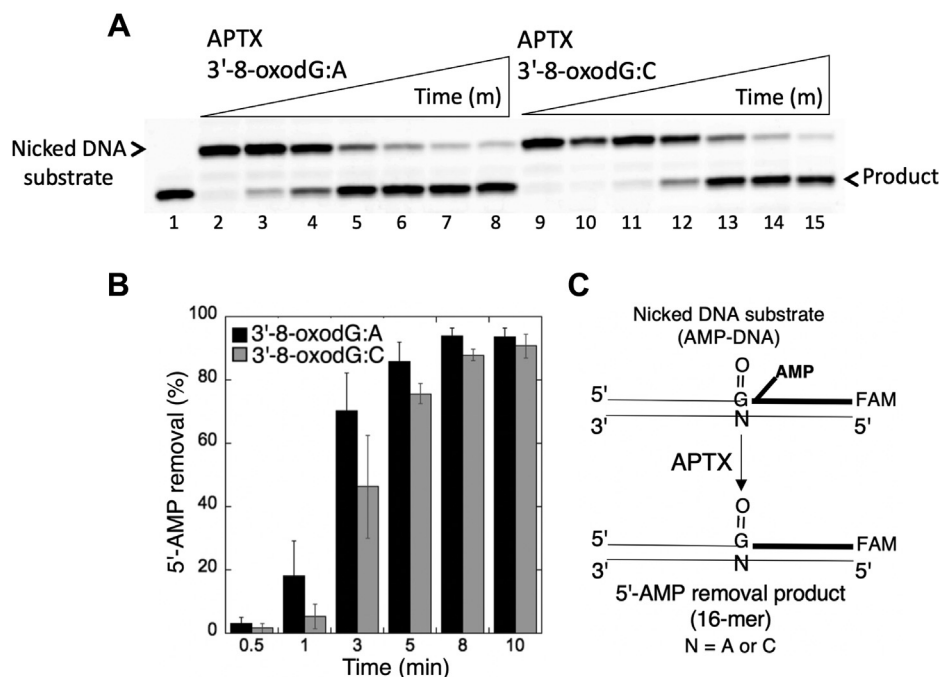 A
APTX
3'-8-oxodG:A
Time (m)
APTX
3'-8-oxodG:C
Time (m)
Nicked DNA
substrate
Product
1 2 3 4 5 6 7 8 9 10 11 12 13 14 15
B
5'-AMP removal (%)
100
80
60
40
20
0
3'-8-oxodG:A
3'-8-oxodG:C
0.5 1 3 5 8 10
Time (min)
C
Nicked DNA substrate
(AMP-DNA)
O
AMP
5' G FAM
3' N 5'
APTX
O
5' G FAM
3' N 5'
5'-AMP removal product
(16-mer)
N = A or C